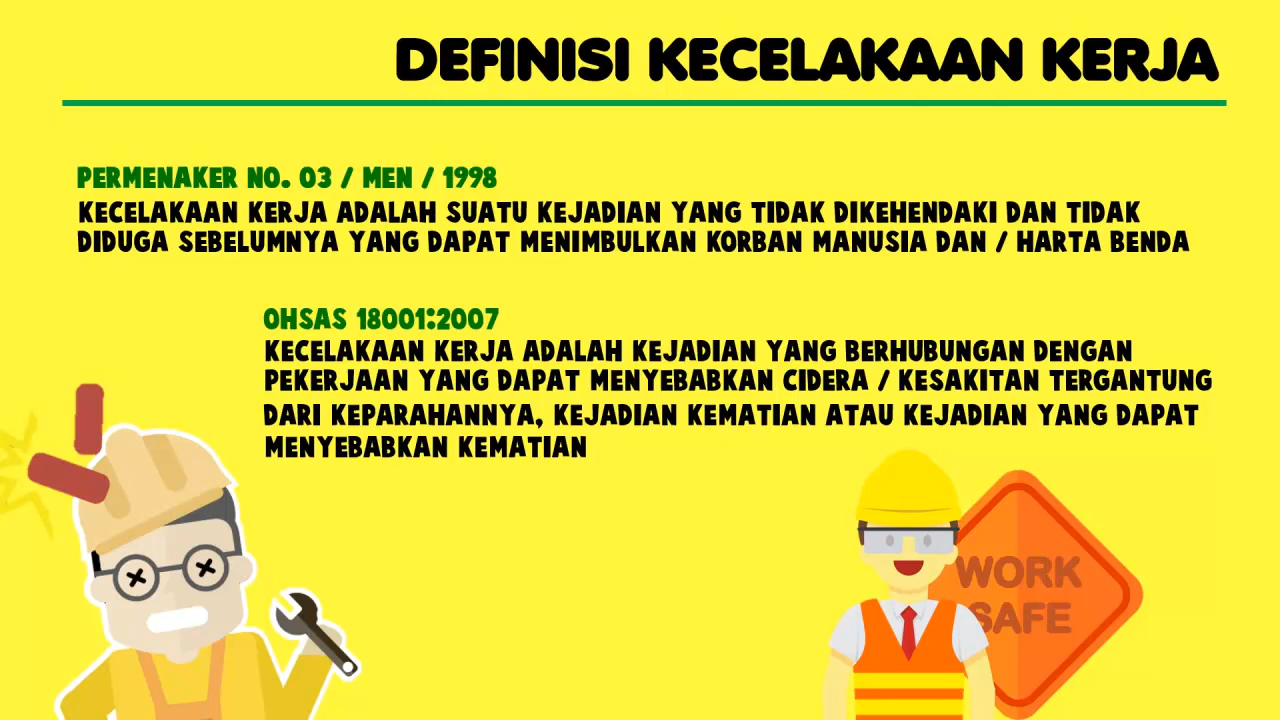 DEFINISI KECELAKAAN KERJA
PERMENAKER NO. 03 / MEN / 1998
KECELAKAAN KERJA ADALAH SUATU KEJADIAN YANG TIDAK DIKEHENDAKI DAN TIDAK
DIDUGA SEBELUMNYA YANG DAPAT MENIMBULKAN KORBAN MANUSIA DAN / HARTA BENDA
OHSAS 18001:2007
KECELAKAAN KERJA ADALAH KEJADIAN YANG BERHUBUNGAN DENGAN
PEKERJAAN YANG DAPAT MENYEBABKAN CIDERA / KESAKITAN TERGANTUNG
DARI KEPARAHANNYA, KEJADIAN KEMATIAN ATAU KEJADIAN YANG DAPAT
MENYEBABKAN KEMATIAN
WORK
SAFE